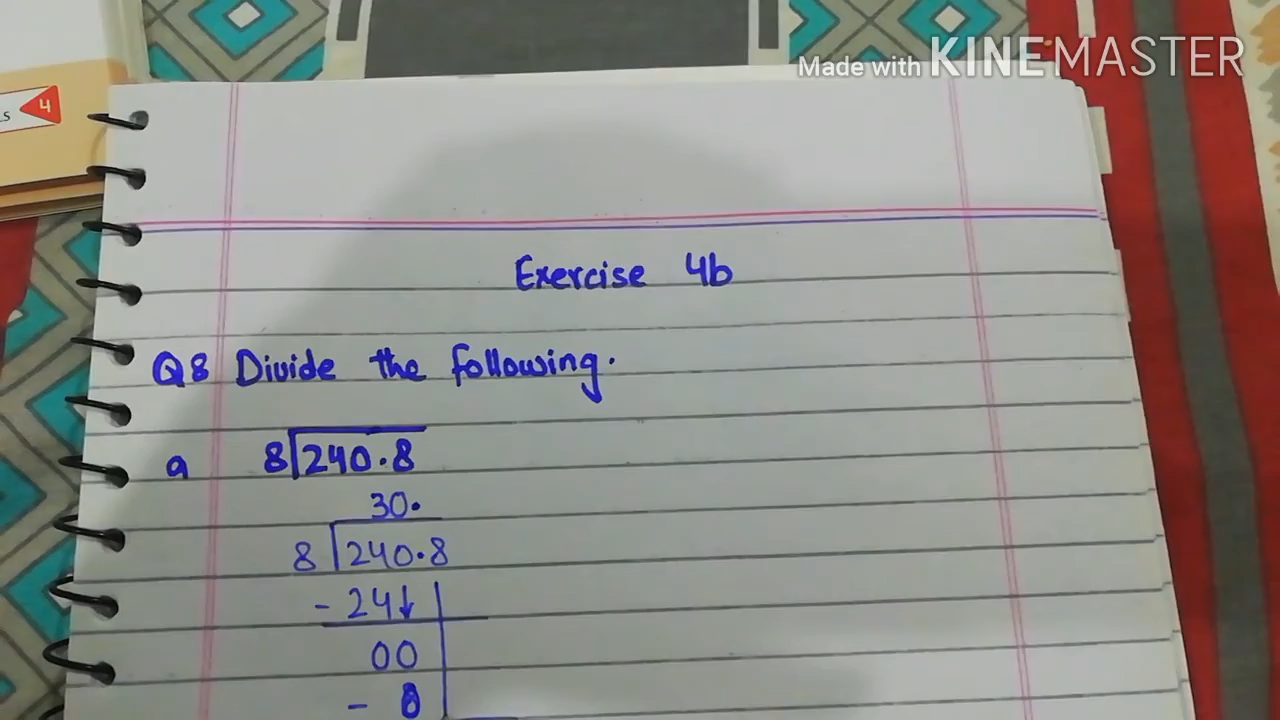 Made with KINEMASTER
4
Exercise 4b
Q8 Divide the following.
a 8 240.8
30.
8 240.8
- 24↓
00
- 0